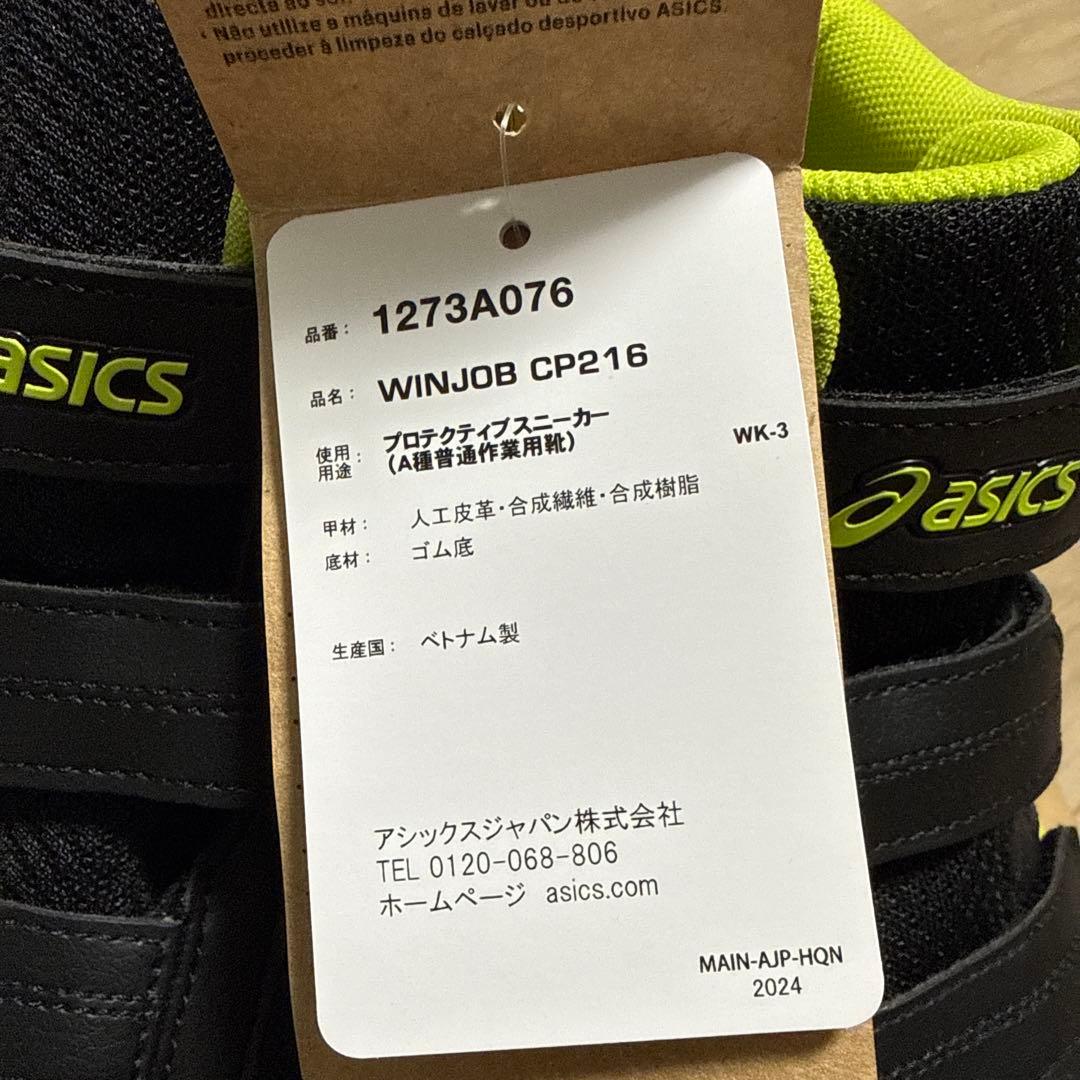 directa ao sol.
• Não utilize a máquina de lavar ou de
proceder à limpeza do calçado desportivo ASICS.
品番: 1273A076
品名: WINJOB CP216
使用用途: プロテクティブスニーカー
(A種普通作業用靴)
WK-3
甲材: 人工皮革・合成繊維・合成樹脂
底材: ゴム底
生産国: ベトナム製
アシックスジャパン株式会社
TEL 0120-068-806
ホームページ asics.com
MAIN-AJP-HQN
2024
asics
asics